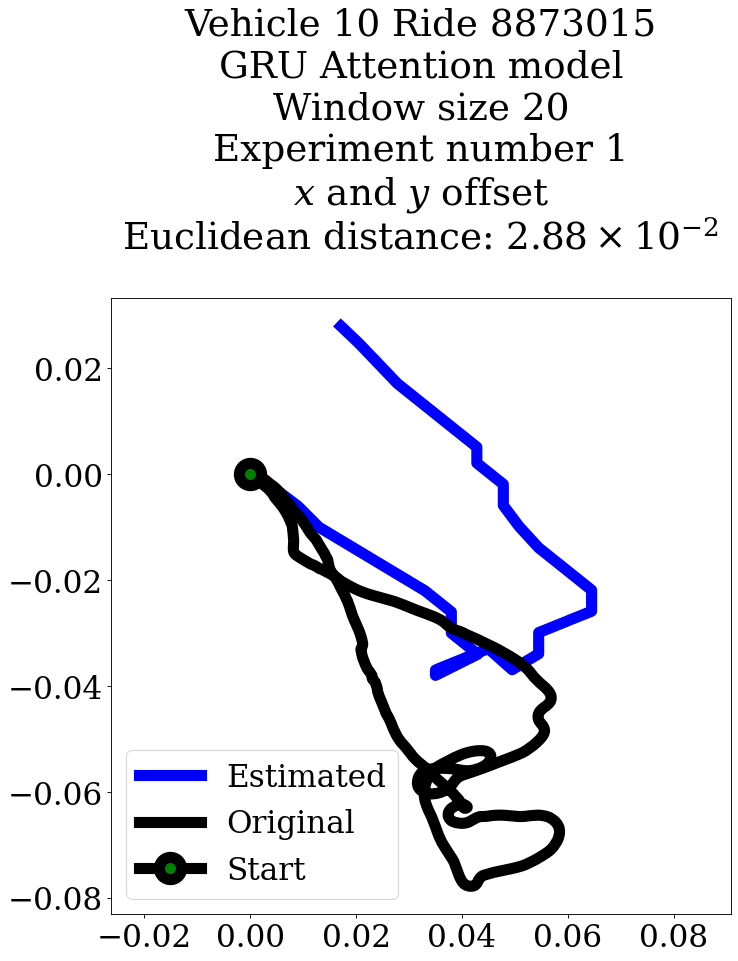 Vehicle 10 Ride 8873015
GRU Attention model
Window size 20
Experiment number 1
x and y offset
Euclidean distance: 2.88 × 10⁻²
0.02
0.00
−0.02
−0.04
−0.06
−0.08
Estimated
Original
Start
−0.02 0.00 0.02 0.04 0.06 0.08